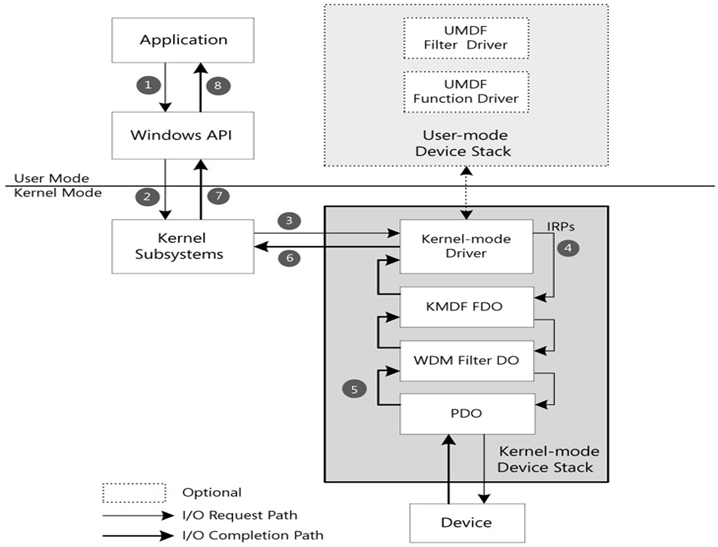 Application
UMDF
Filter Driver
1
8
UMDF
Function Driver
Windows API
User-mode
Device Stack
User Mode
Kernel Mode
2
7
3
Kernel
Subsystems
6
Kernel-mode
Driver
IRPs
4
KMDF FDO
WDM Filter DO
5
PDO
Kernel-mode
Device Stack
Optional
I/O Request Path
I/O Completion Path
Device